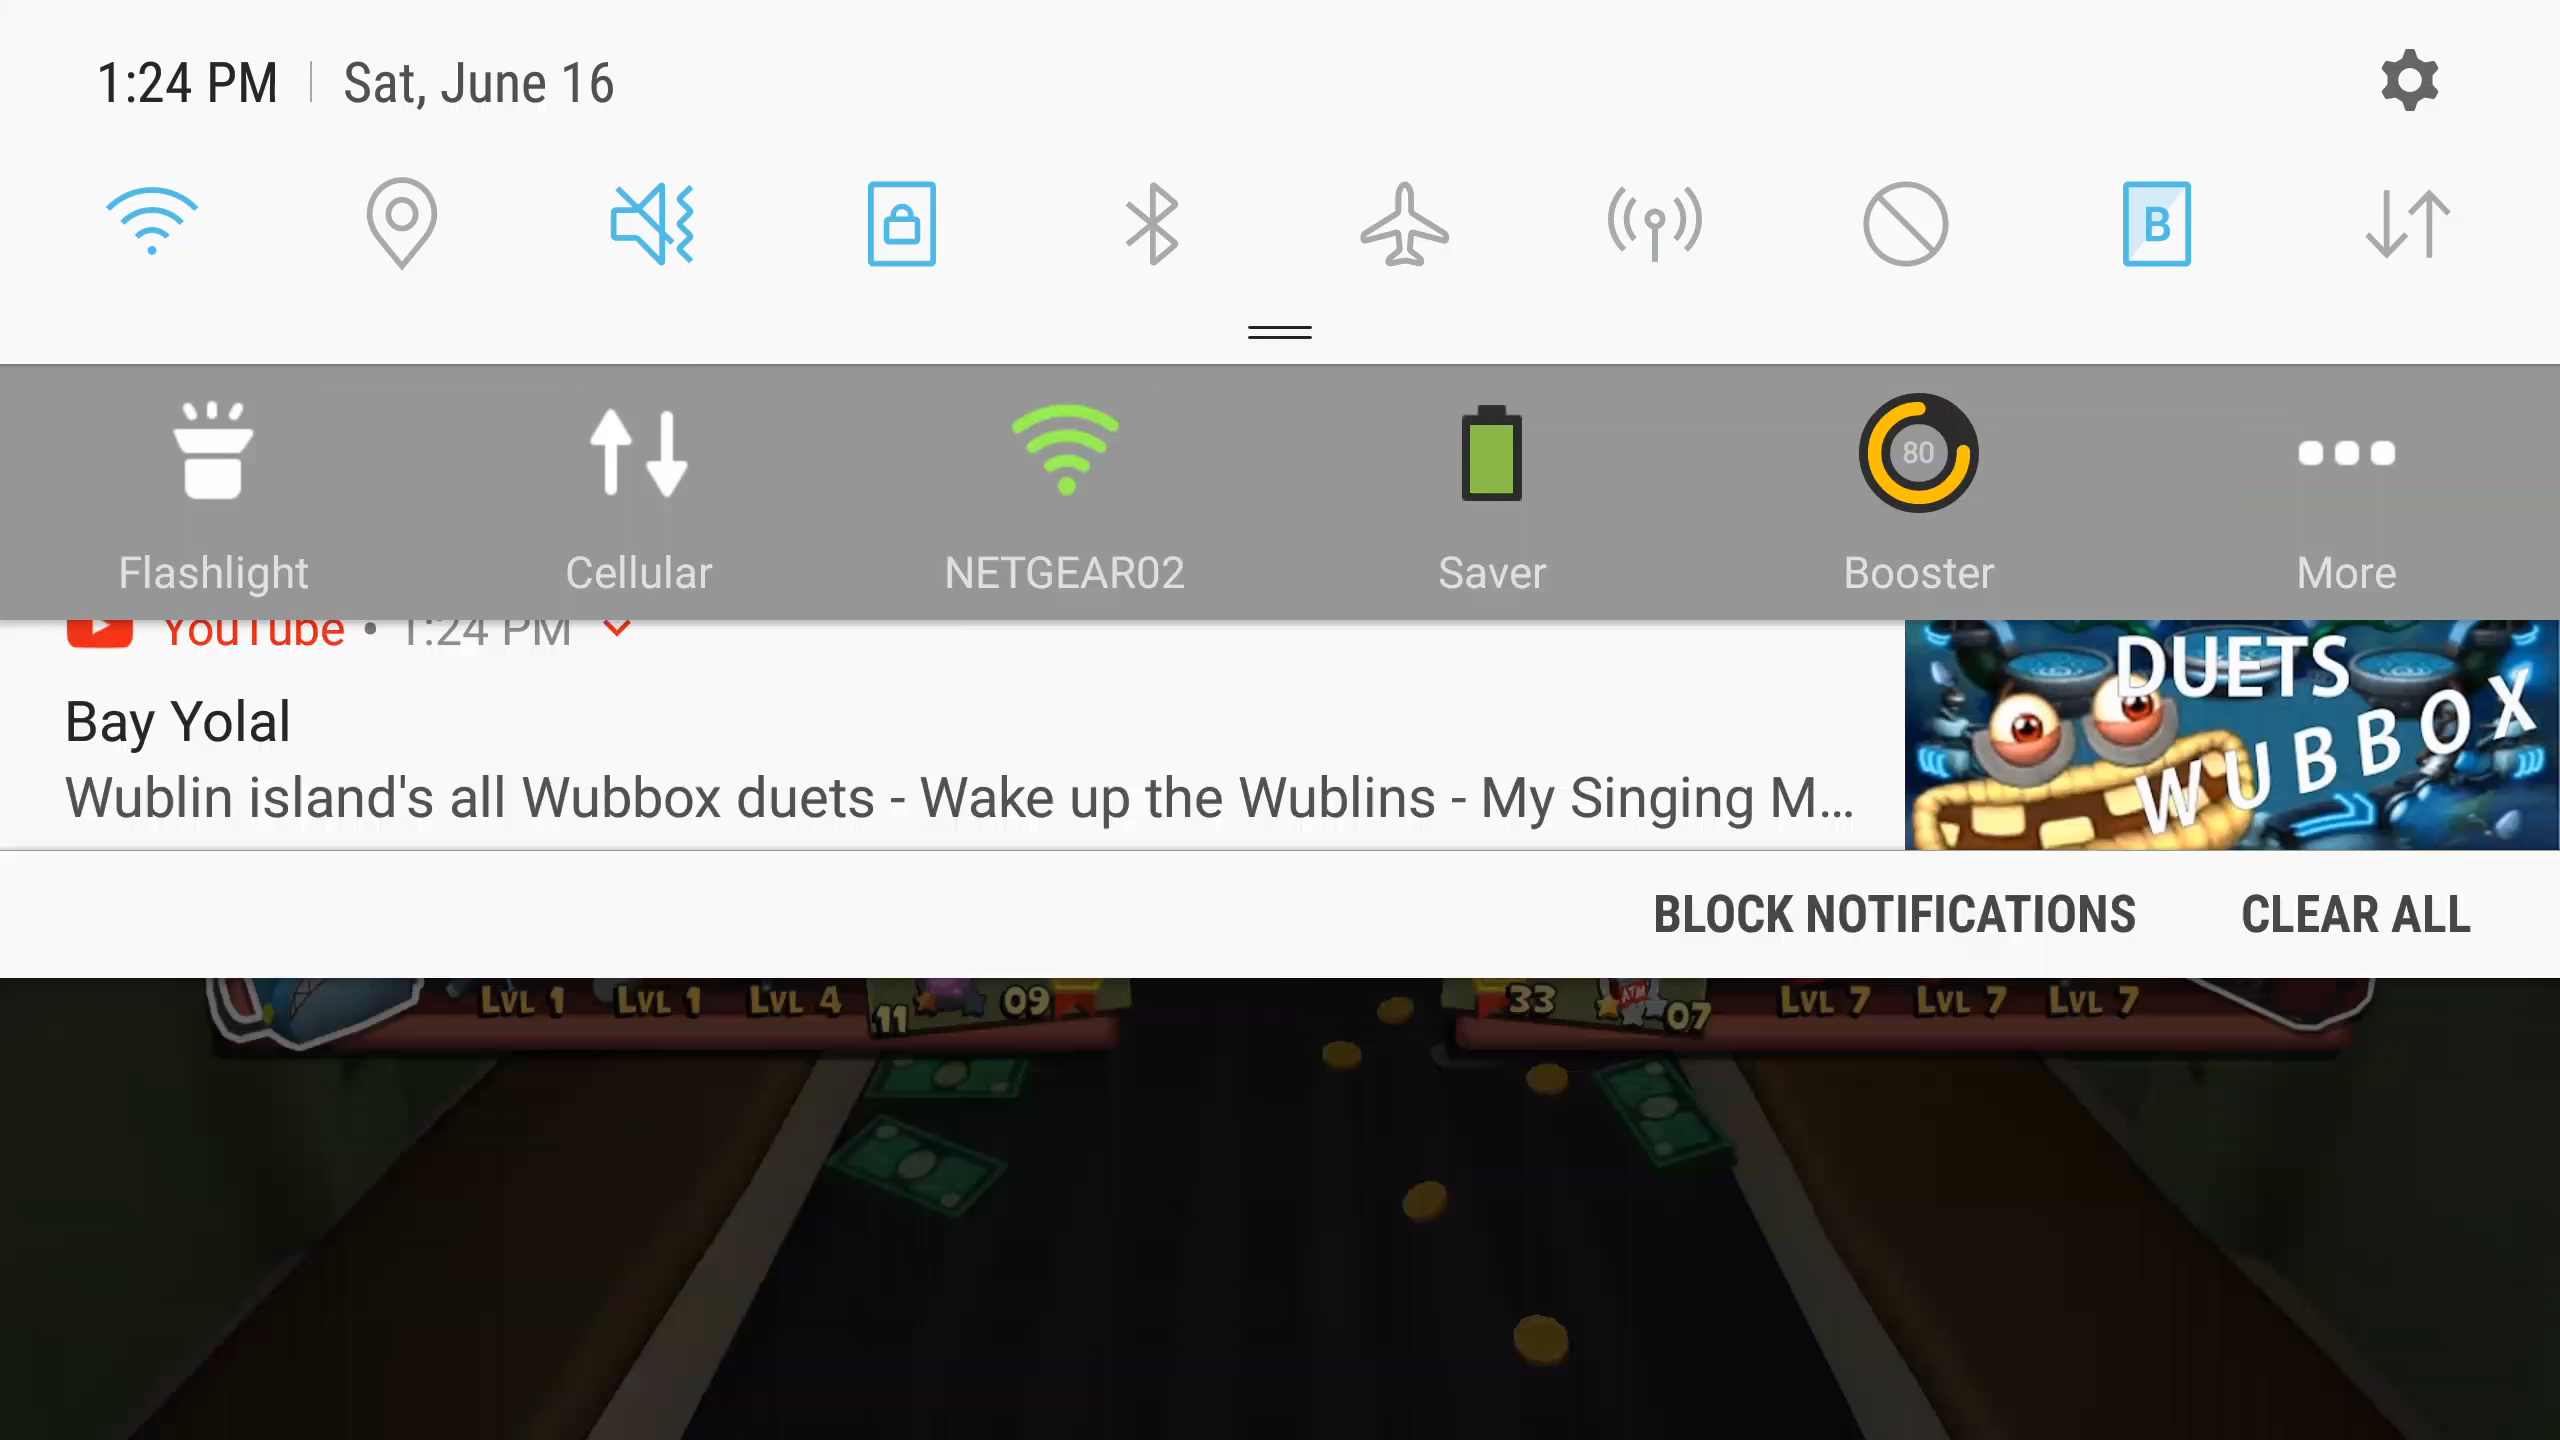 1:24 PM | Sat, June 16
B
80
Flashlight Cellular NETGEAR02 Saver Booster More
YouTube • 1:24 PM
Bay Yolal
Wublin island's all Wubbox duets - Wake up the Wublins - My Singing M...
DUETS
WUBBOX
BLOCK NOTIFICATIONS CLEAR ALL
LVL 1 LVL 1 LVL 4 11 09 33 ATM 07 LVL 7 LVL 7 LVL 7